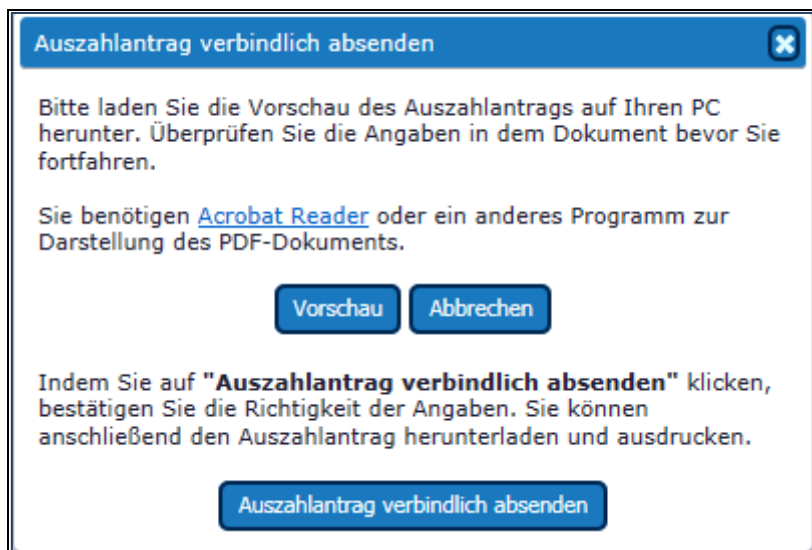 Auszahlantrag verbindlich absenden
Bitte laden Sie die Vorschau des Auszahlantrags auf Ihren PC
herunter. Überprüfen Sie die Angaben in dem Dokument bevor Sie
fortfahren.
Sie benötigen Acrobat Reader oder ein anderes Programm zur
Darstellung des PDF-Dokuments.
Vorschau Abbrechen
Indem Sie auf "Auszahlantrag verbindlich absenden" klicken,
bestätigen Sie die Richtigkeit der Angaben. Sie können
anschließend den Auszahlantrag herunterladen und ausdrucken.
Auszahlantrag verbindlich absenden